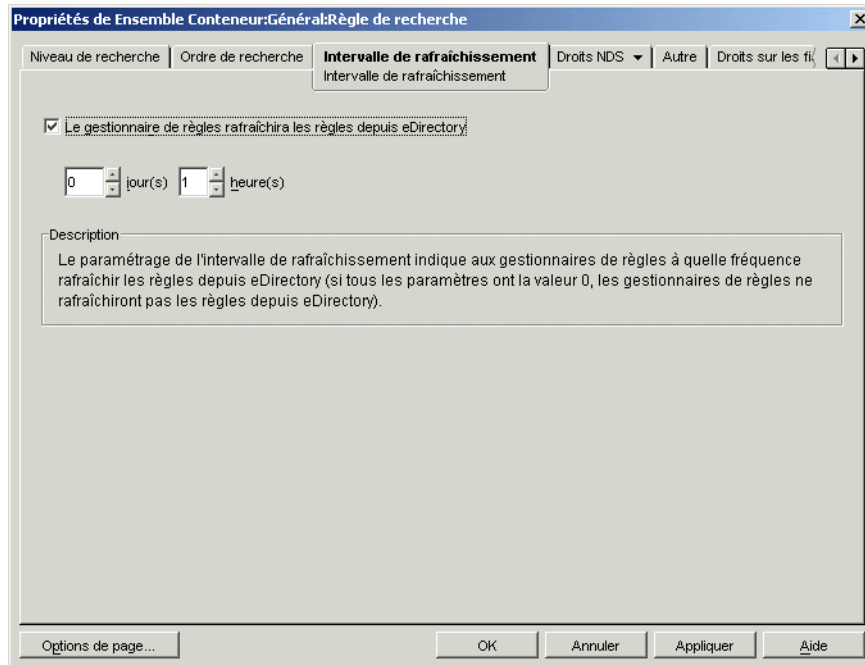 Propriétés de Ensemble Conteneur:Général:Règle de recherche
Niveau de recherche Ordre de recherche Intervalle de rafraîchissement Droits NDS Autre Droits sur les fi
Intervalle de rafraîchissement
Le gestionnaire de règles rafraîchira les règles depuis eDirectory
0 jour(s) 1 heure(s)
Description
Le paramétrage de l'intervalle de rafraîchissement indique aux gestionnaires de règles à quelle fréquence
rafraîchir les règles depuis eDirectory (si tous les paramètres ont la valeur 0, les gestionnaires de règles ne
rafraîchiront pas les règles depuis eDirectory).
Options de page... OK Annuler Appliquer Aide